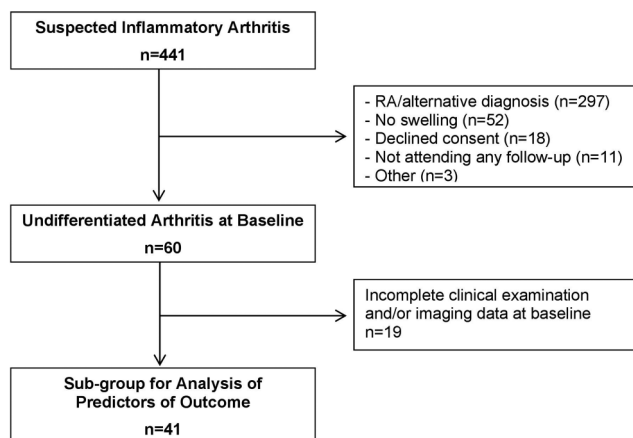 Suspected Inflammatory Arthritis
n=441
- RA/alternative diagnosis (n=297)
- No swelling (n=52)
- Declined consent (n=18)
- Not attending any follow-up (n=11)
- Other (n=3)
Undifferentiated Arthritis at Baseline
n=60
Incomplete clinical examination
and/or imaging data at baseline
n=19
Sub-group for Analysis of
Predictors of Outcome
n=41